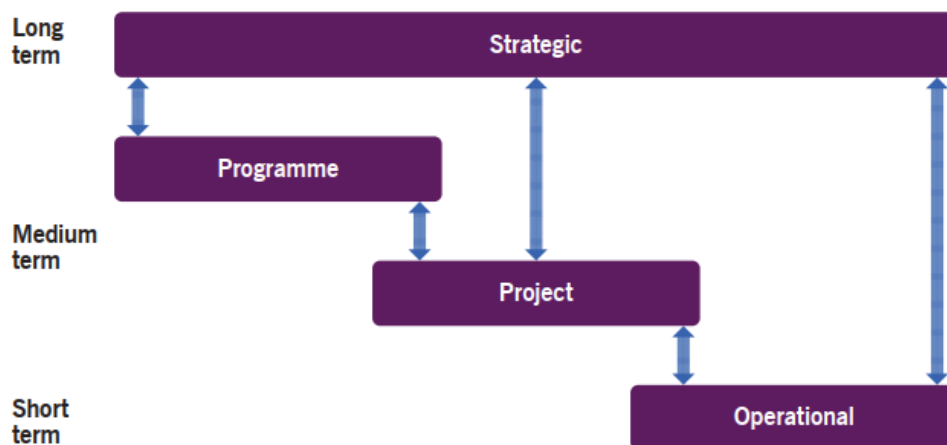 Long
term
Strategic
Programme
Medium
term
Project
Short
term
Operational